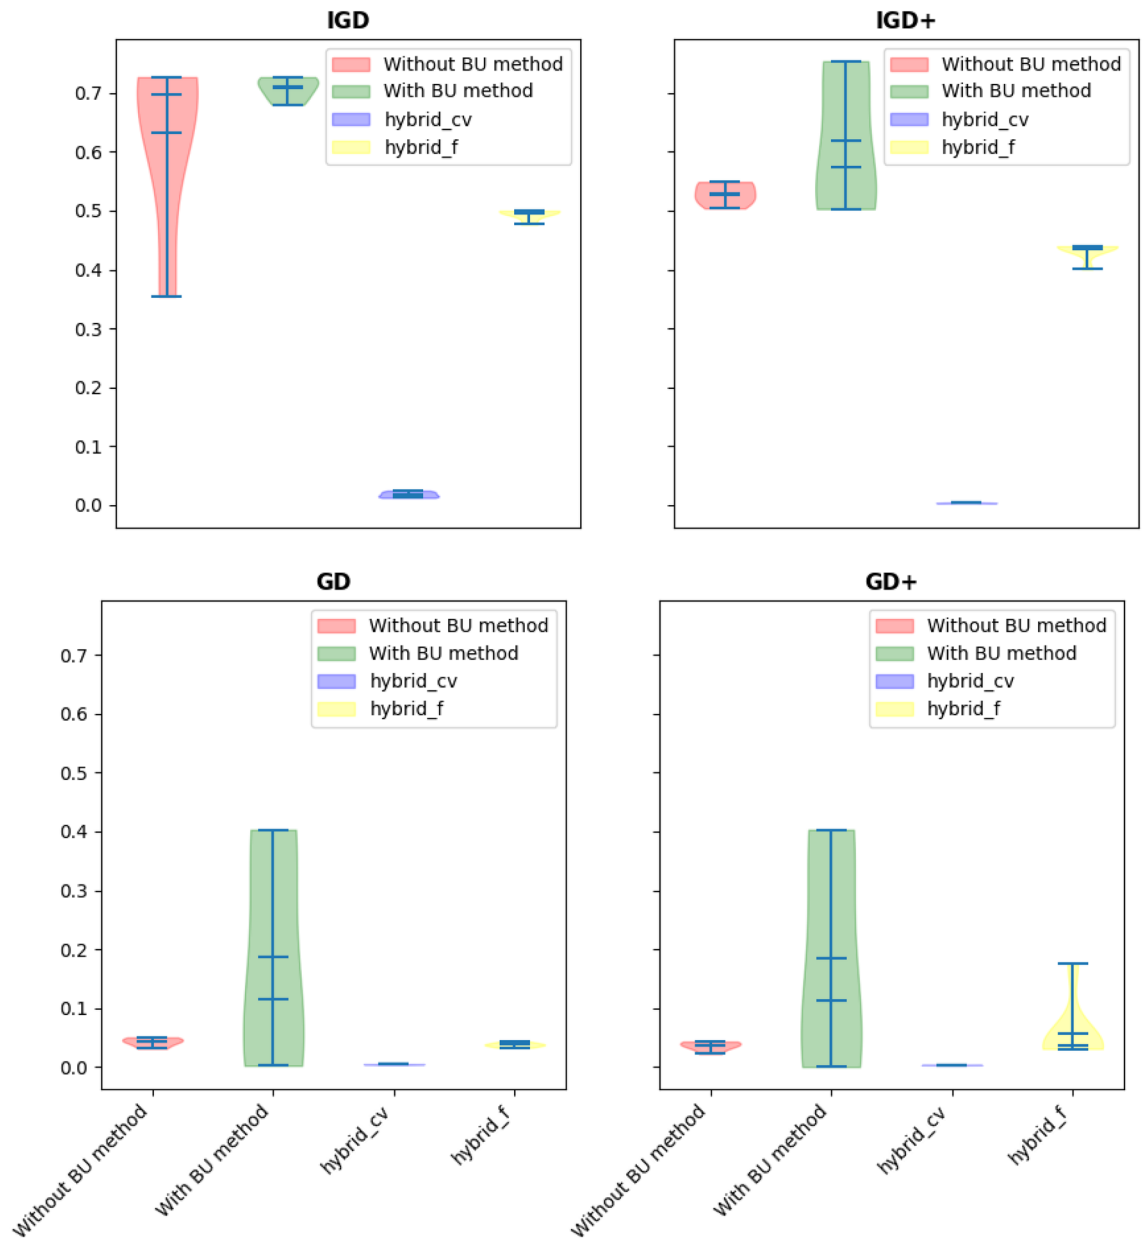 IGD
IGD+
Without BU method
With BU method
hybrid_cv
hybrid_f
Without BU method
With BU method
hybrid_cv
hybrid_f
0.7
0.6
0.5
0.4
0.3
0.2
0.1
0.0
GD
GD+
Without BU method
With BU method
hybrid_cv
hybrid_f
Without BU method
With BU method
hybrid_cv
hybrid_f
0.7
0.6
0.5
0.4
0.3
0.2
0.1
0.0
Without BU method
With BU method
hybrid_cv
hybrid_f
Without BU method
With BU method
hybrid_cv
hybrid_f